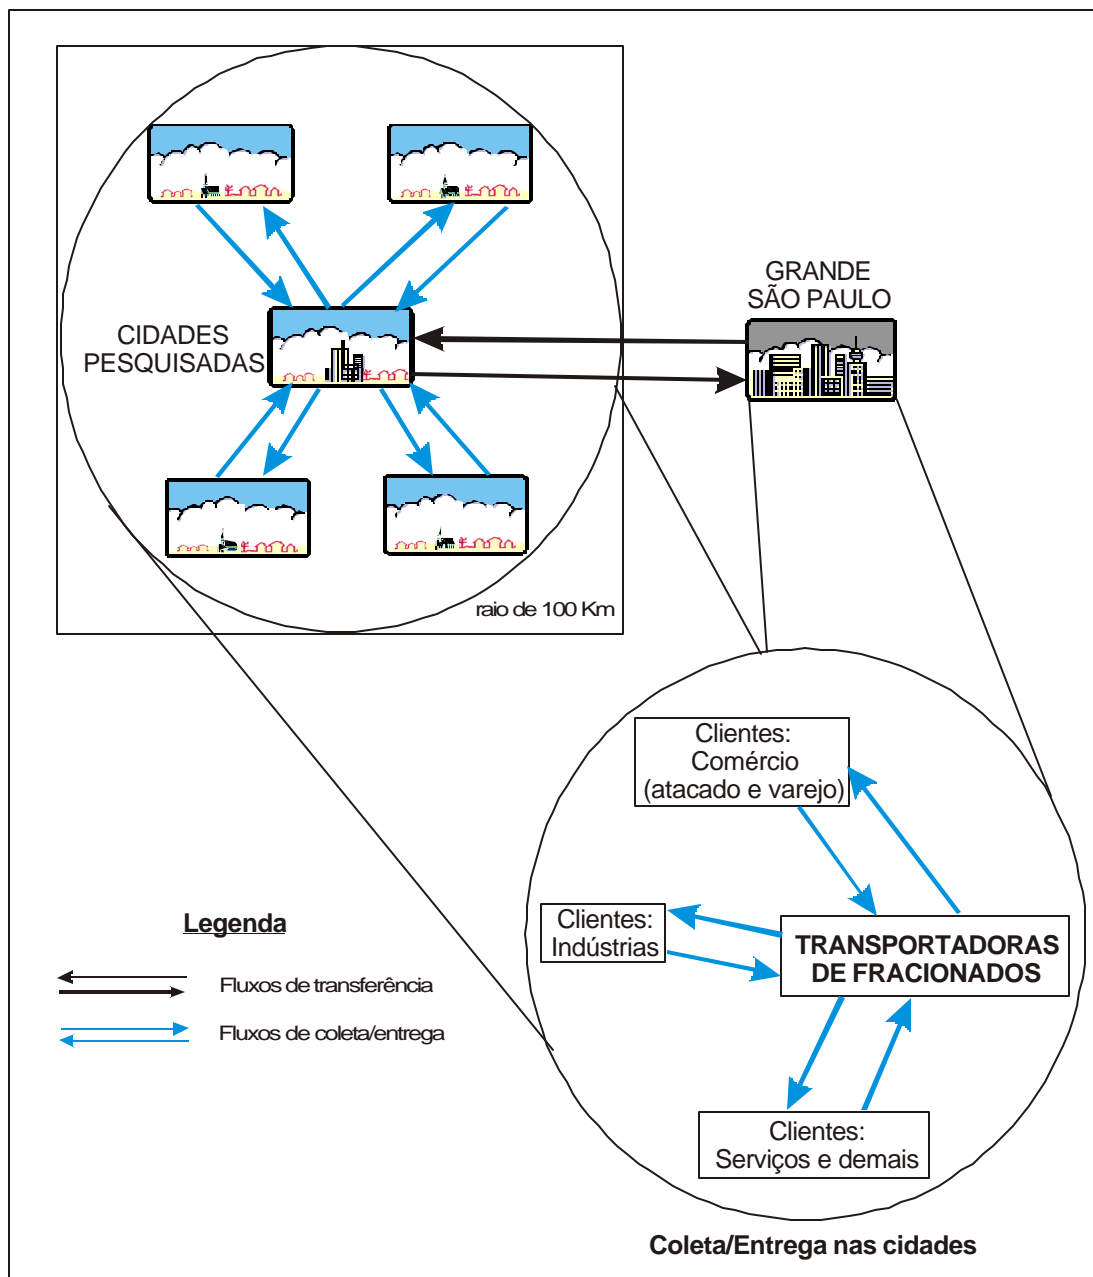 GRANDE
SÃO PAULO
CIDADES
PESQUISADAS
raio de 100 Km
Clientes:
Comércio
(atacado e varejo)
Clientes:
Indústrias
TRANSPORTADORAS
DE FRACIONADOS
Clientes:
Serviços e demais
Coleta/Entrega nas cidades
Legenda
Fluxos de transferência
Fluxos de coleta/entrega